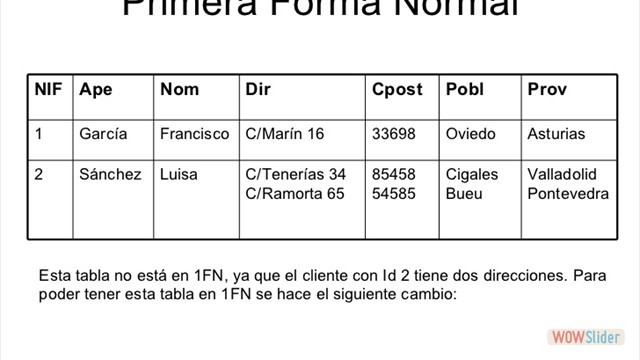 Primera Forma Normal
NIF Ape Nom Dir Cpost Pobl Prov
1 García Francisco C/Marín 16 33698 Oviedo Asturias
2 Sánchez Luisa C/Tenerías 34 85458 Cigales Valladolid
C/Ramorta 65 54585 Bueu Pontevedra
Esta tabla no está en 1FN, ya que el cliente con Id 2 tiene dos direcciones. Para
poder tener esta tabla en 1FN se hace el siguiente cambio:
WOWSlider